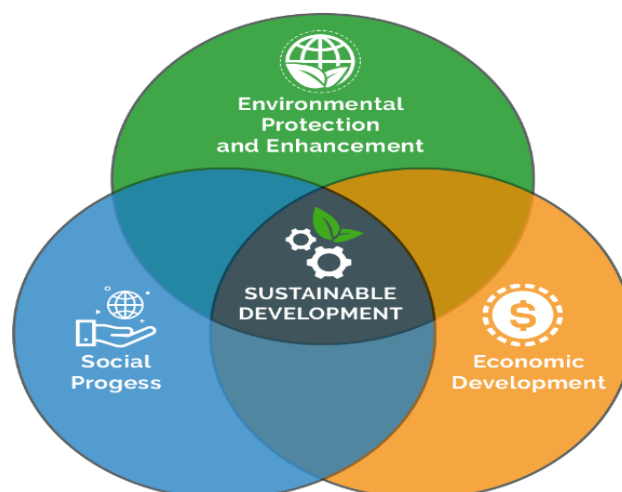 Environmental
Protection
and Enhancement
SUSTAINABLE
DEVELOPMENT
$
Social
Progess
Economic
Development